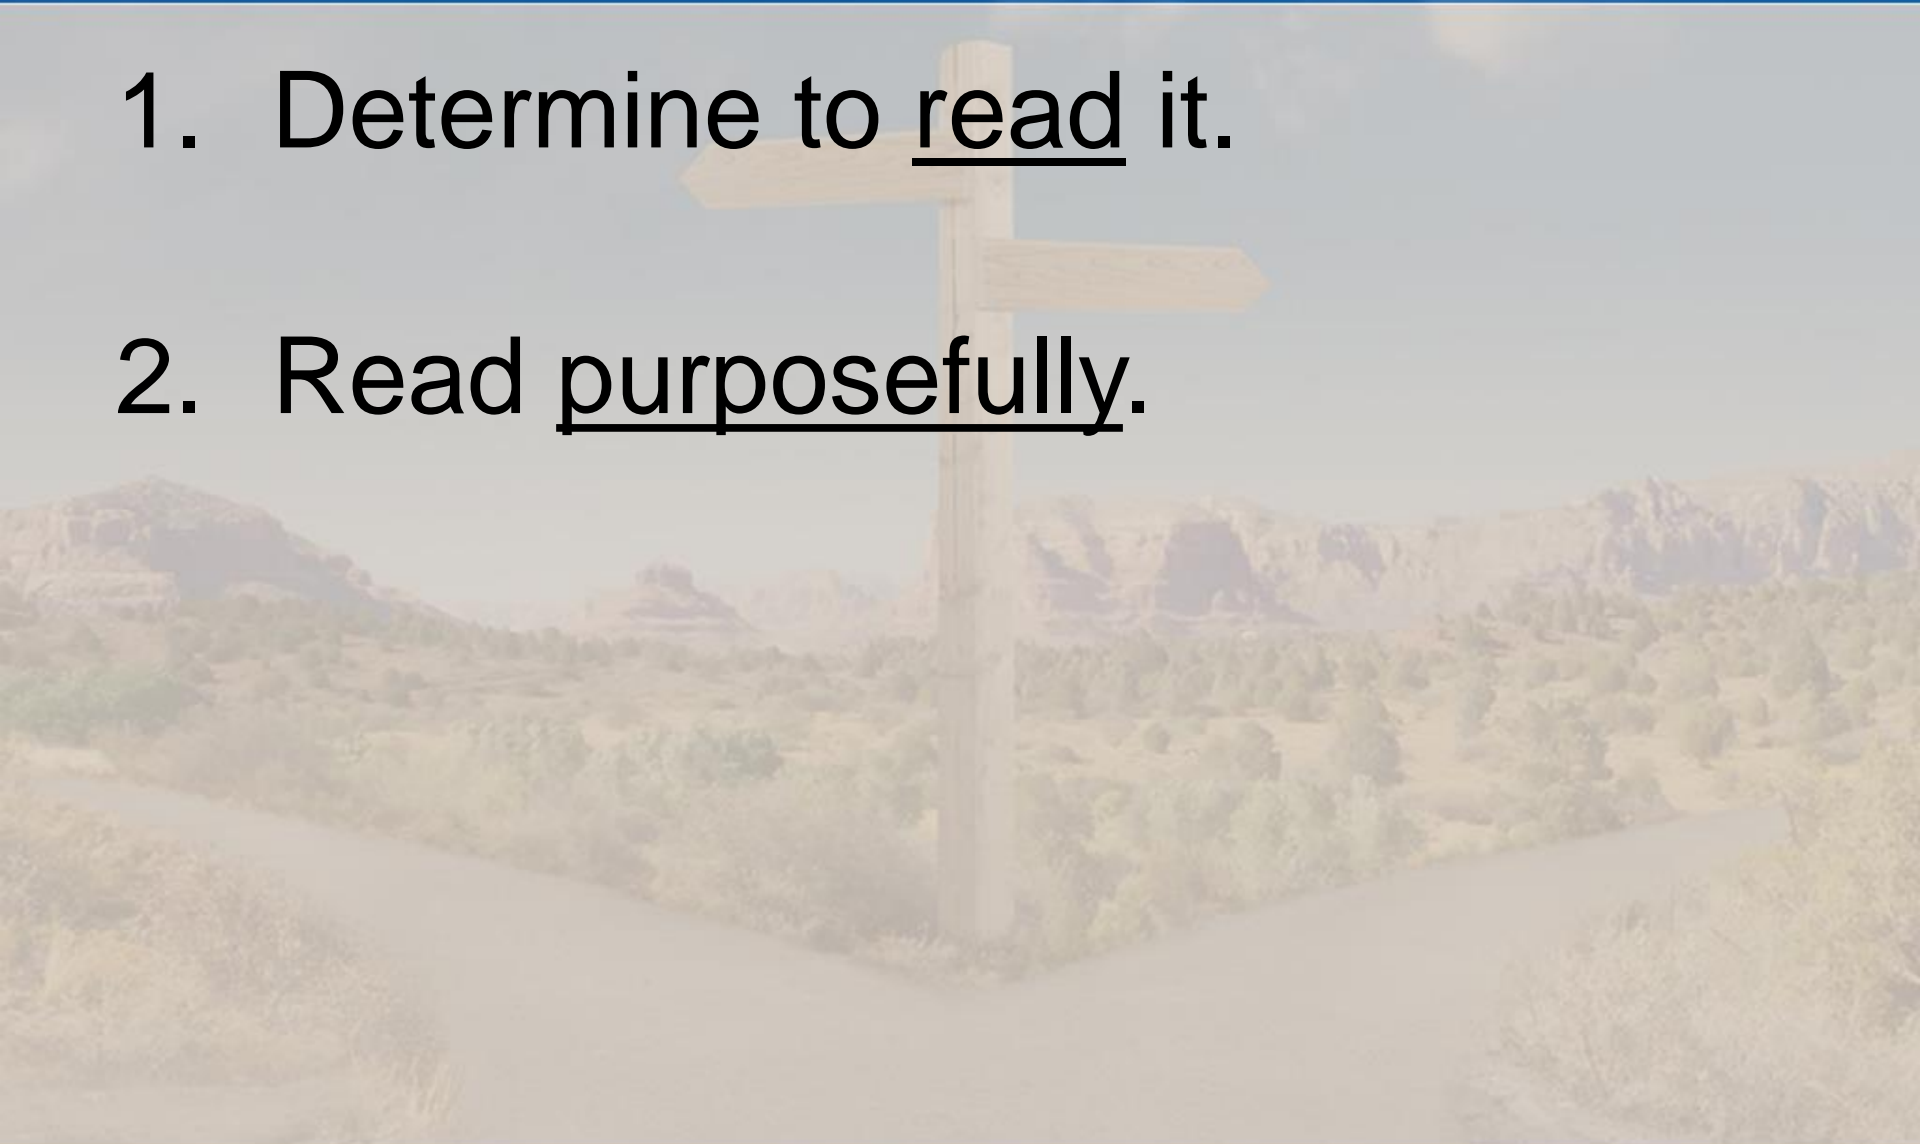 1. Determine to read it.
2. Read purposefully.